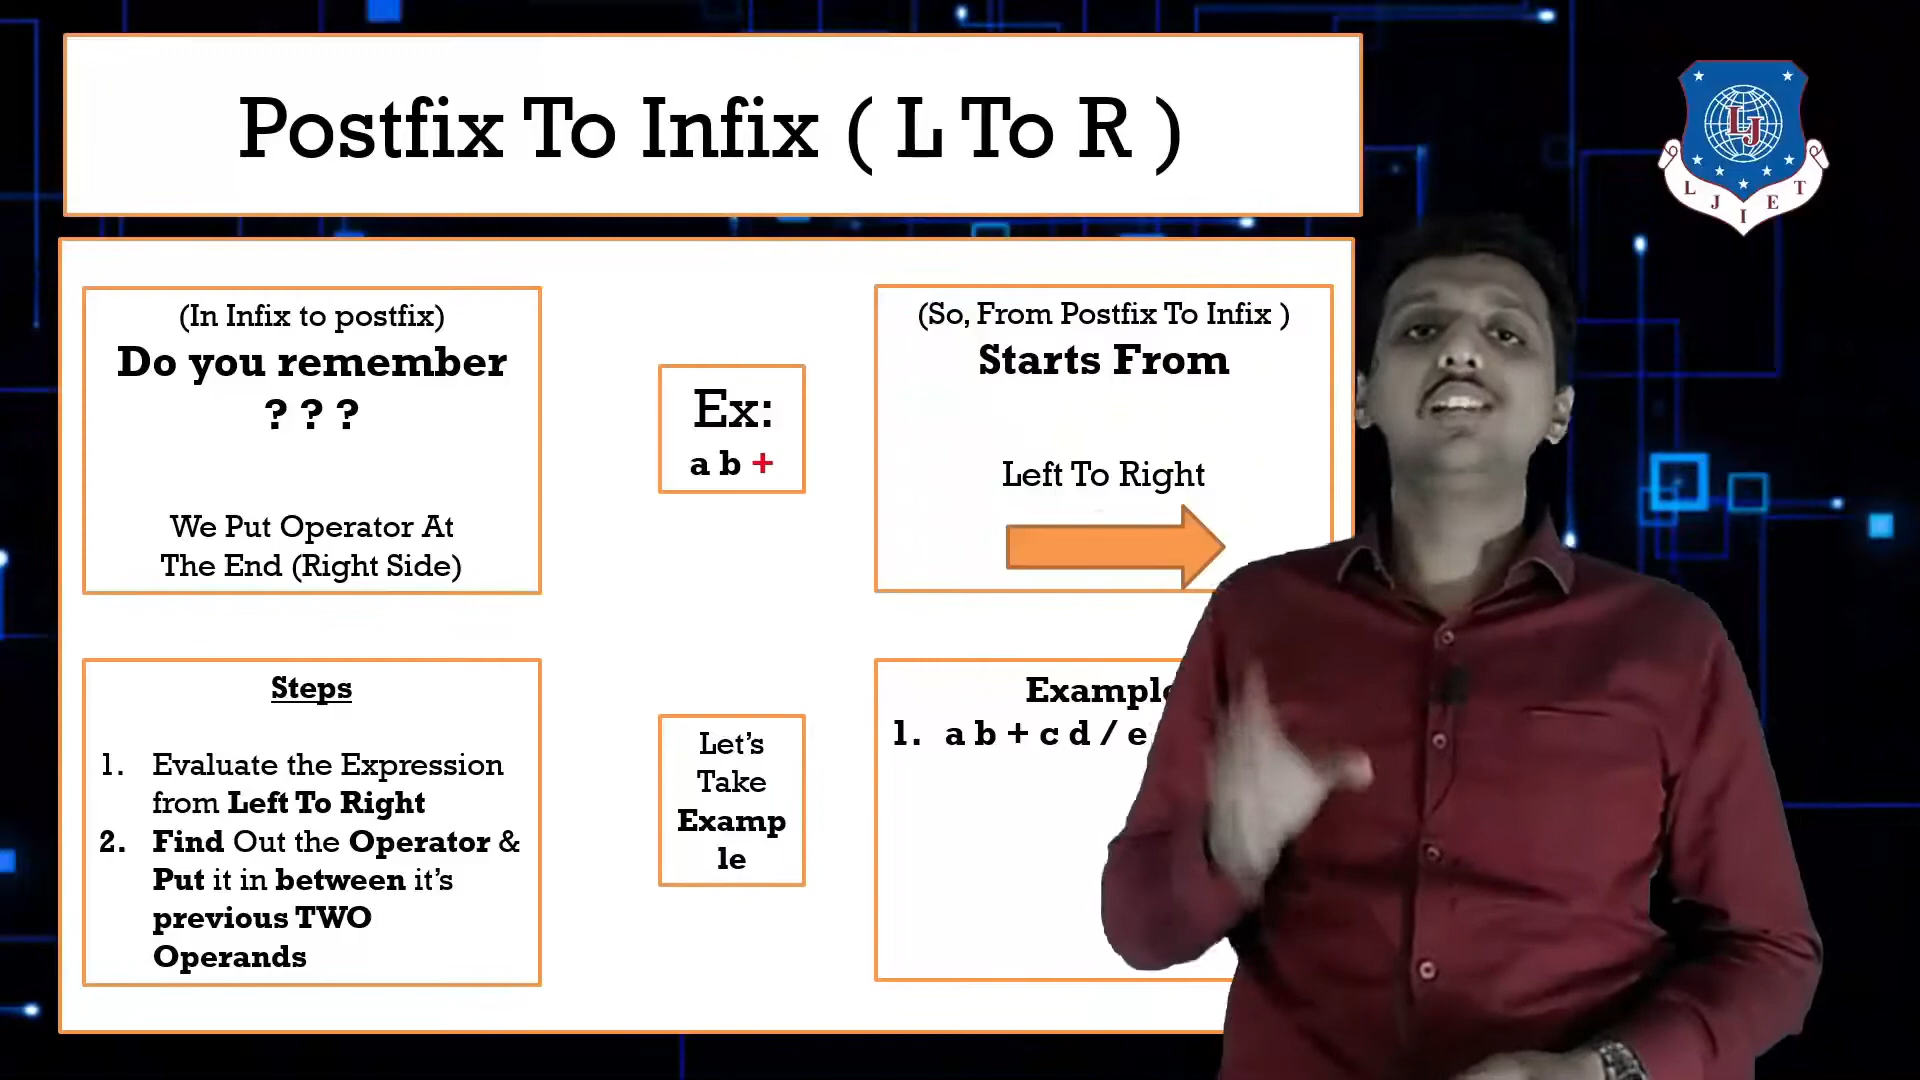 Postfix To Infix ( L To R )
(In Infix to postfix)
Do you remember
? ? ?
We Put Operator At
The End (Right Side)
Ex:
a b +
(So, From Postfix To Infix )
Starts From
Left To Right
Steps
1. Evaluate the Expression
from Left To Right
2. Find Out the Operator &
Put it in between it's
previous TWO
Operands
Let's
Take
Examp
le
1. a b + c d / e
LJ
L J I E T